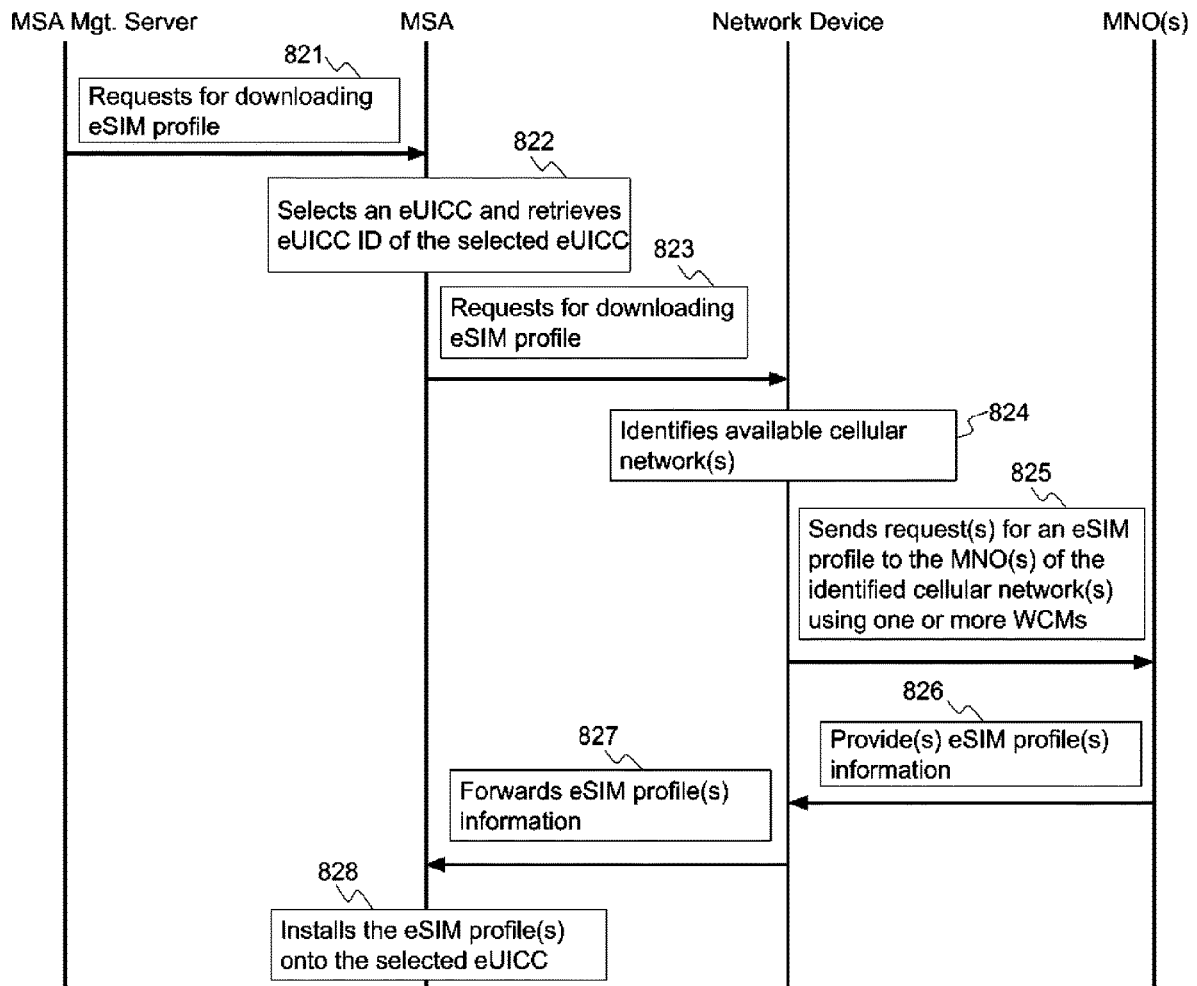 MSA Mgt. Server
MSA
Network Device
MNO(s)
821
Requests for downloading
eSIM profile
822
Selects an eUICC and retrieves
eUICC ID of the selected eUICC
823
Requests for downloading
eSIM profile
824
Identifies available cellular
network(s)
825
Sends request(s) for an eSIM
profile to the MNO(s) of the
identified cellular network(s)
using one or more WCMs
826
Provide(s) eSIM profile(s)
information
827
Forwards eSIM profile(s)
information
828
Installs the eSIM profile(s)
onto the selected eUICC